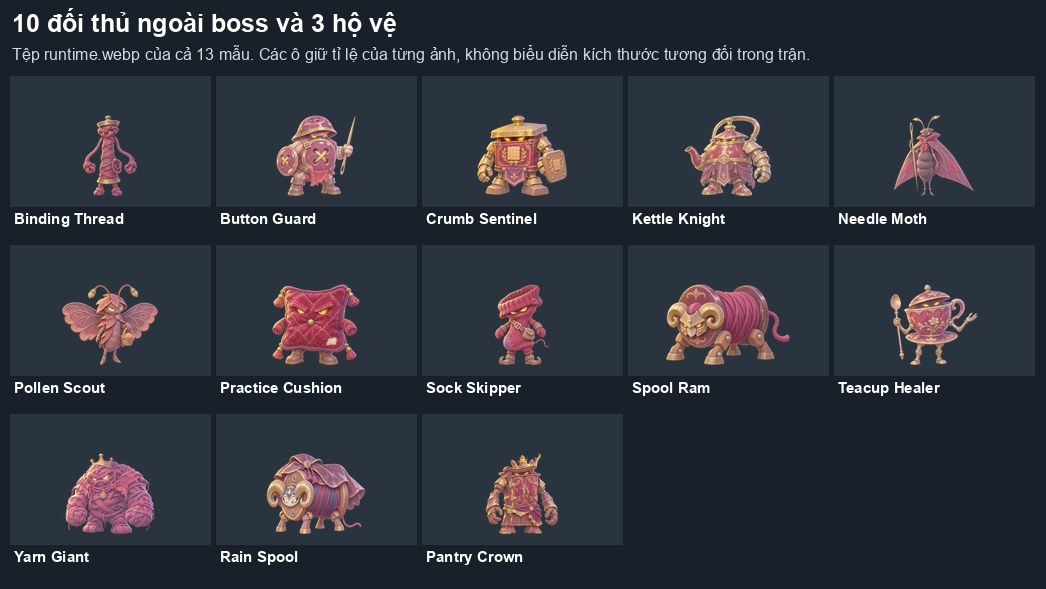 10 đối thủ ngoài boss và 3 hộ vệ
Tệp runtime.webp của cả 13 mẫu. Các ô giữ tỉ lệ của từng ảnh, không biểu diễn kích thước tương đối trong trận.
Binding Thread
Button Guard
Crumb Sentinel
Kettle Knight
Needle Moth
Pollen Scout
Practice Cushion
Sock Skipper
Spool Ram
Teacup Healer
Yarn Giant
Rain Spool
Pantry Crown